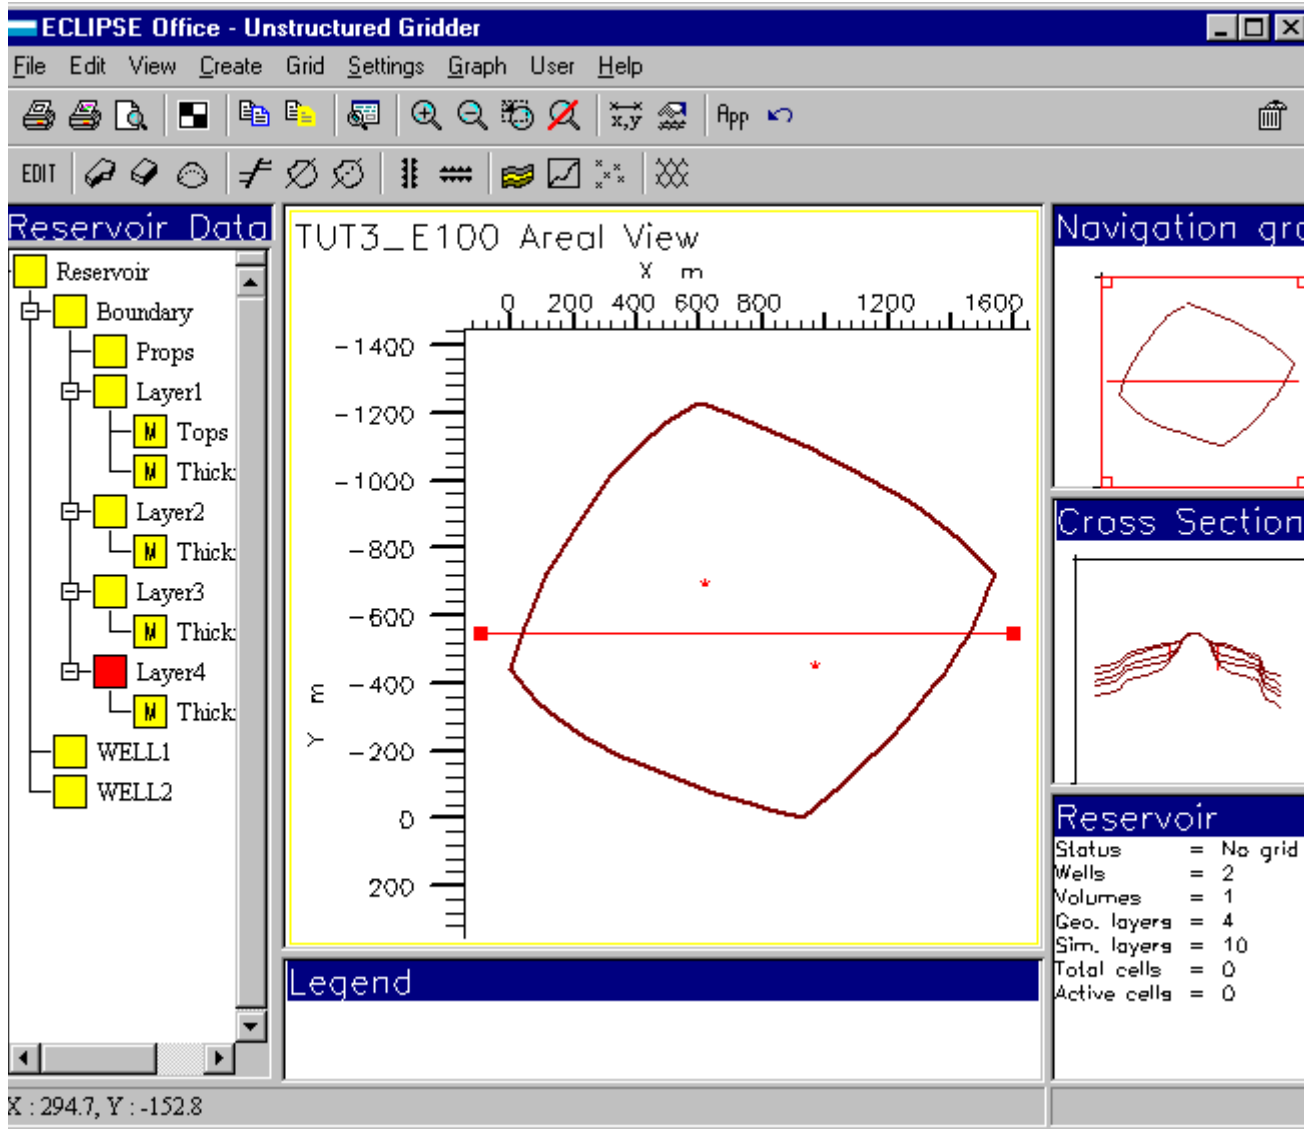 ECLIPSE Office - Unstructured Gridder
File Edit View Create Grid Settings Graph User Help
x,y App
EDIT
Reservoir Data
Reservoir
Boundary
Props
Layer1
M Tops
M Thick
Layer2
M Thick
Layer3
M Thick
Layer4
M Thick
WELL1
WELL2
TUT3_E100 Areal View
X m
0 200 400 600 800 1200 1600
-1400
-1200
-1000
-800
-600
-400
-200
0
200
Y m
Legend
Navigation gr
Cross Section
Reservoir
Status = No grid
Wells = 2
Volumes = 1
Geo. layers = 4
Sim. layers = 10
Total cells = 0
Active cells = 0
X : 294.7, Y : -152.8